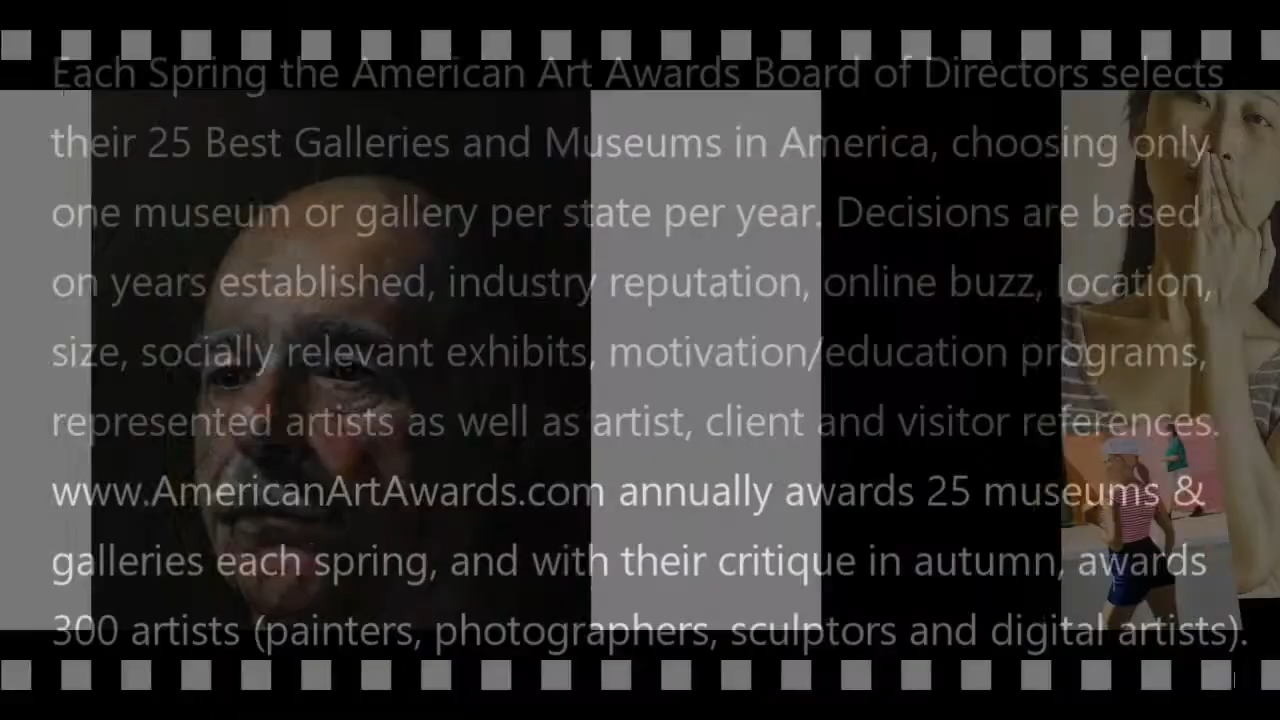 Each Spring the American Art Awards Board of Directors selects
their 25 Best Galleries and Museums in America, choosing only
one museum or gallery per state per year. Decisions are based
on years established, industry reputation, online buzz, location,
size, socially relevant exhibits, motivation/education programs,
represented artists as well as artist, client and visitor references.
www.AmericanArtAwards.com annually awards 25 museums &
galleries each spring, and with their critique in autumn, awards
300 artists (painters, photographers, sculptors and digital artists).